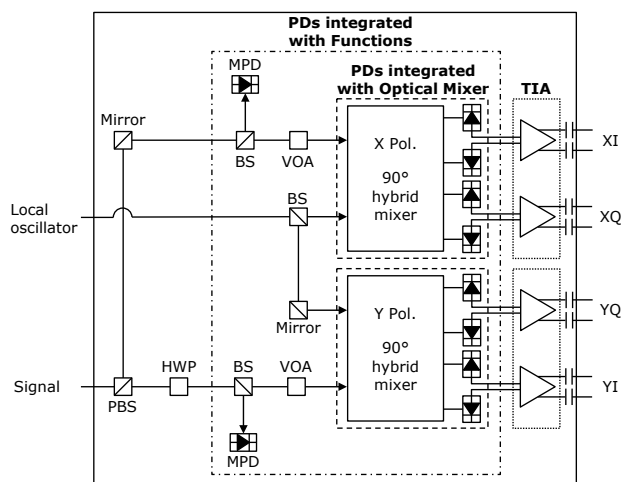 PDs integrated
with Functions
MPD
PDs integrated
with Optical Mixer
TIA
Mirror
BS
VOA
X Pol.
90°
hybrid
mixer
XI
Local
oscillator
BS
XQ
Mirror
Y Pol.
90°
hybrid
mixer
YQ
Signal
PBS
HWP
BS
VOA
YI
MPD